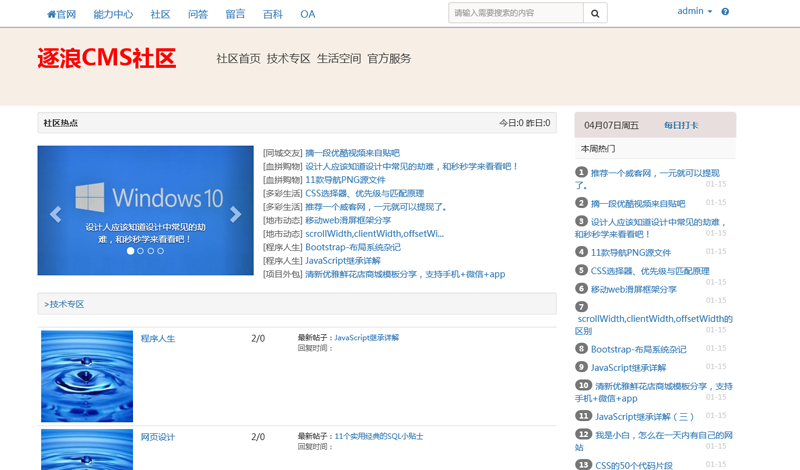 官网 能力中心 社区 问答 留言 百科 OA 请输入需要搜索的内容 admin
逐浪CMS社区 社区首页 技术专区 生活空间 官方服务
社区热点 今日:0 昨日:0
Windows 10
设计人应该知道设计中常见的劫
难，和秒秒学来看看吧！
[同城交友] 摘一段优酷视频来自贴吧
[血拼购物] 设计人应该知道设计中常见的劫难，和秒秒学来看看吧！
[血拼购物] 11款导航PNG源文件
[多彩生活] CSS选择器、优先级与匹配原理
[多彩生活] 推荐一个威客网，一元就可以提现了。
[地市动态] 移动web滑屏框架分享
[地市动态] scrollWidth,clientWidth,offsetWi...
[程序人生] Bootstrap-布局系统杂记
[程序人生] JavaScript继承详解
[项目外包] 清新优雅鲜花店商城模板分享，支持手机+微信+app
>技术专区
程序人生 2/0 最新帖子：JavaScript继承详解
回复时间：
网页设计 2/0 最新帖子：11个实用经典的SQL小贴士
回复时间：
04月07日周五 每日打卡
本周热门
1 推荐一个威客网，一元就可以提现
了。 01-15
2 摘一段优酷视频来自贴吧 01-15
3 设计人应该知道设计中常见的劫难，
和秒秒学来看看吧！ 01-15
4 11款导航PNG源文件 01-15
5 CSS选择器、优先级与匹配原理
01-15
6 移动web滑屏框架分享 01-15
7
scrollWidth,clientWidth,offsetWidth的
区别 01-15
8 Bootstrap-布局系统杂记 01-15
9 JavaScript继承详解 01-15
10 清新优雅鲜花店商城模板分享，支持
手机+微信+app 01-15
11 JavaScript继承详解（三） 01-15
12 我是小白，怎么在一天内有自己的网
站 01-15
13 CSS的50个代码片段 01-15